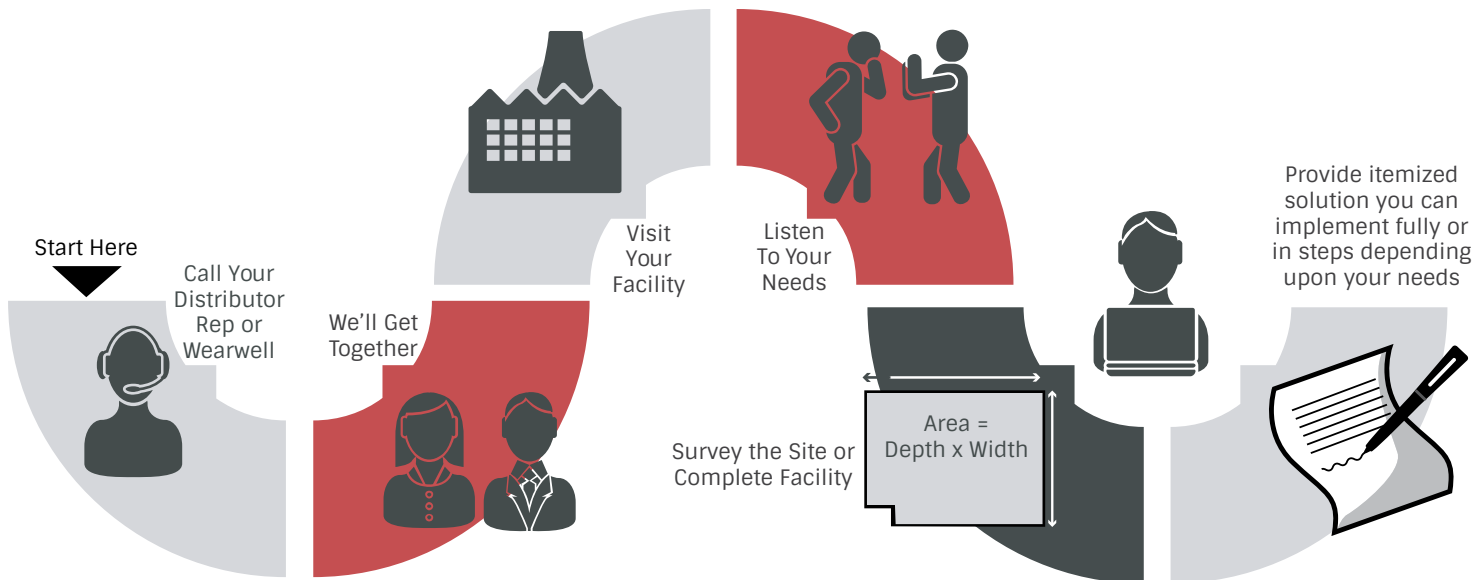 Start Here
Call Your
Distributor
Rep or
Wearwell
We'll Get
Together
Visit
Your
Facility
Listen
To Your
Needs
Survey the Site or
Complete Facility
Area =
Depth x Width
Provide itemized
solution you can
implement fully or
in steps depending
upon your needs